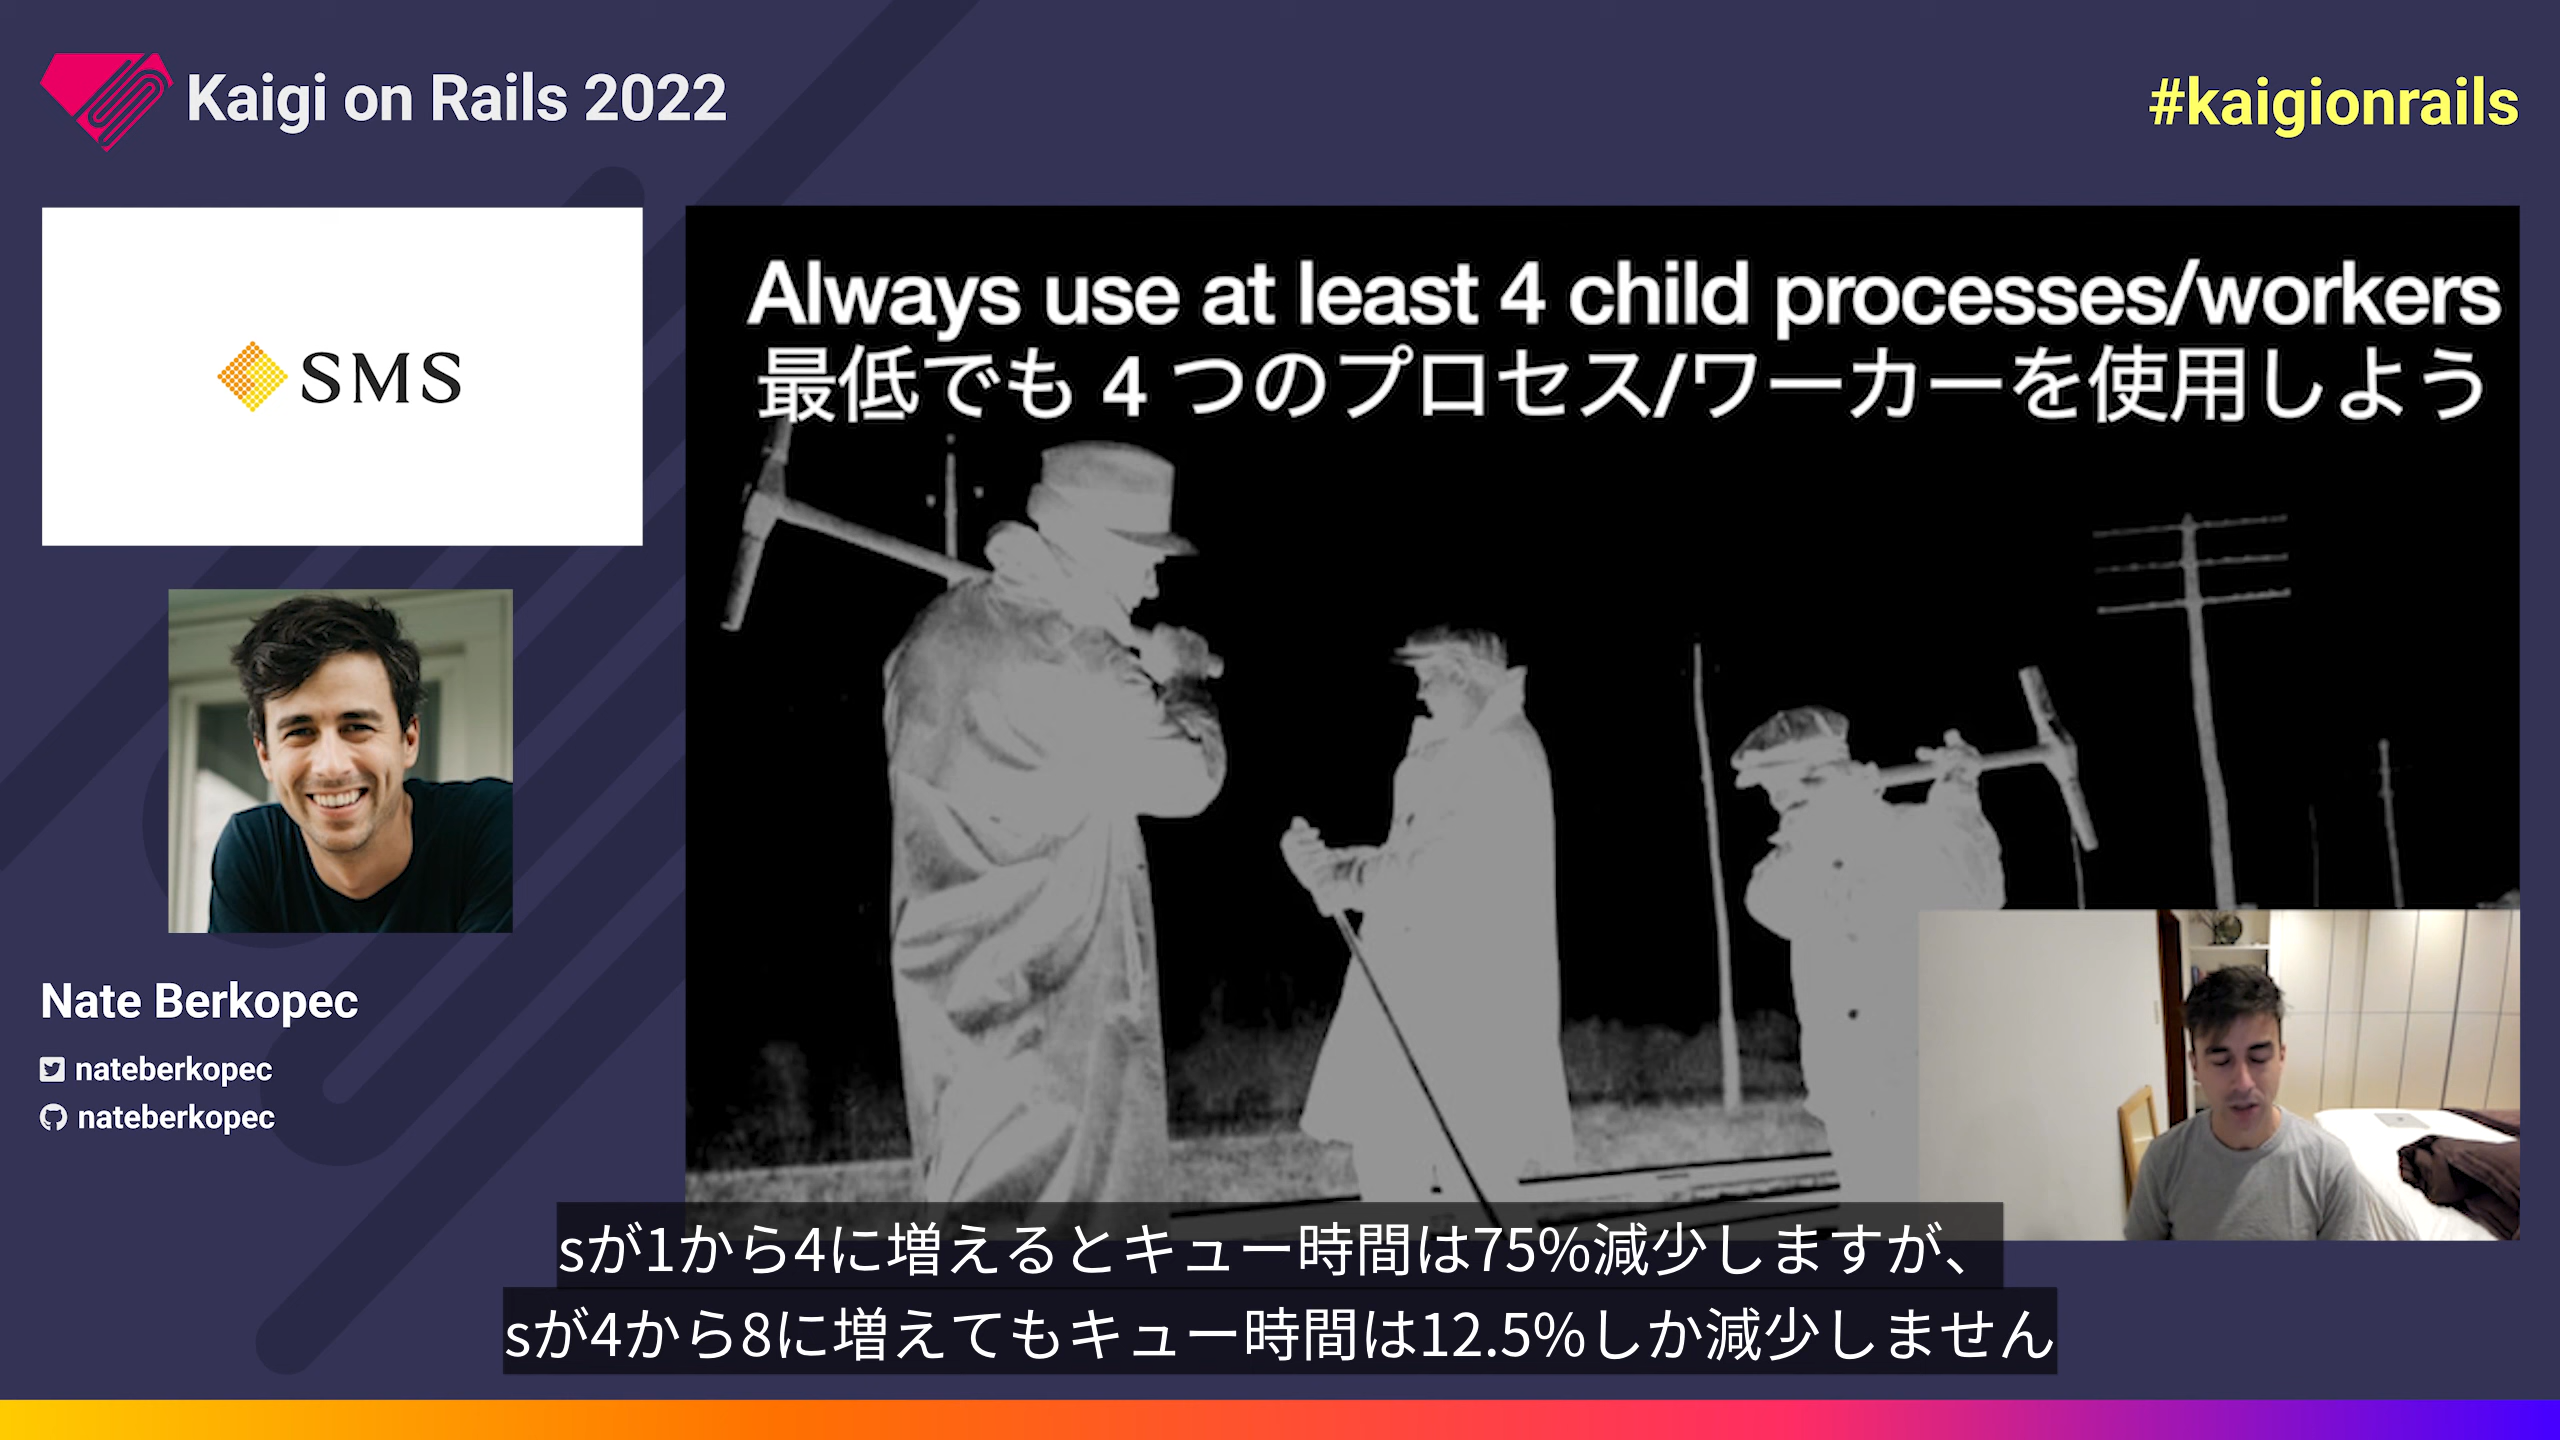 Kaigi on Rails 2022
#kaigionrails
SMS
Always use at least 4 child processes/workers
最低でも 4 つのプロセス/ワーカーを使用しよう
Nate Berkopec
nateberkopec
nateberkopec
sが1から4に増えるとキュー時間は75%減少しますが、
sが4から8に増えてもキュー時間は12.5%しか減少しません